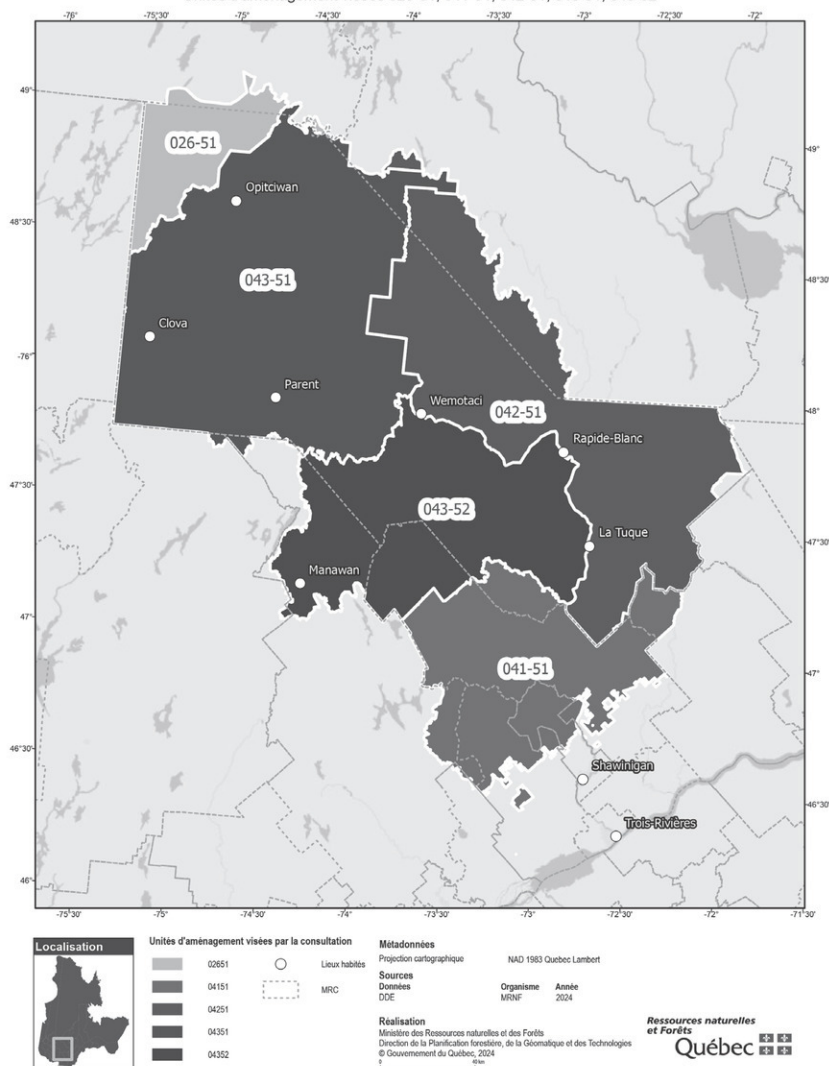 -76° -75°30' -75° -74°30' -74° -73°30' -73° -72°30' -72°
49°
49°
026-51
Opitciwan
48°30'
043-51
48°30'
Clova
-76°
Parent
Wemotaci
042-51
48°
Rapide-Blanc
47°30'
043-52
La Tuque
47°30'
Manawan
47°
041-51
47°
46°30'
Shawinigan
46°30'
Trois-Rivières
46°
-75°30' -75° -74°30' -74° -73°30' -73° -72°30' -72° -71°30'
Localisation
Unités d'aménagement visées par la consultation
02651
04151
04251
04351
04352
Lieux habités
MRC
Métadonnées
Projection cartographique NAD 1983 Quebec Lambert
Sources
Données Organisme Année
DDE MRNF 2024
Réalisation
Ministère des Ressources naturelles et des Forêts
Direction de la Planification forestière, de la Géomatique et des Technologies
© Gouvernement du Québec, 2024
0 40 km
Ressources naturelles
et Forêts
Québec